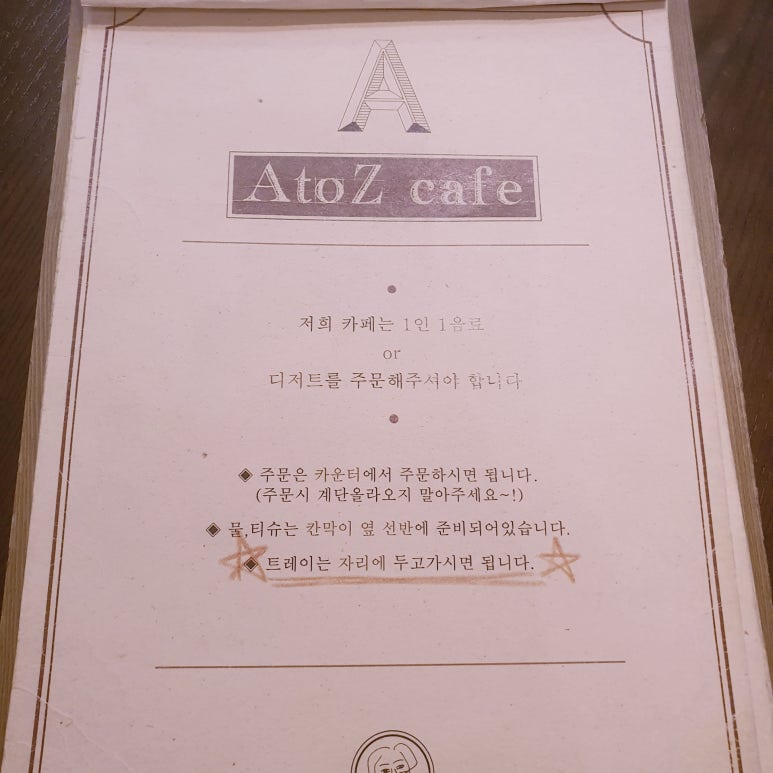 A
AtoZ cafe
저희 카페는 1인 1음료
or
디저트를 주문해주셔야 합니다
◈ 주문은 카운터에서 주문하시면 됩니다.
(주문시 계단올라오지 말아주세요~!)
◈ 물,티슈는 칸막이 옆 선반에 준비되어있습니다.
◈ 트레이는 자리에 두고가시면 됩니다.